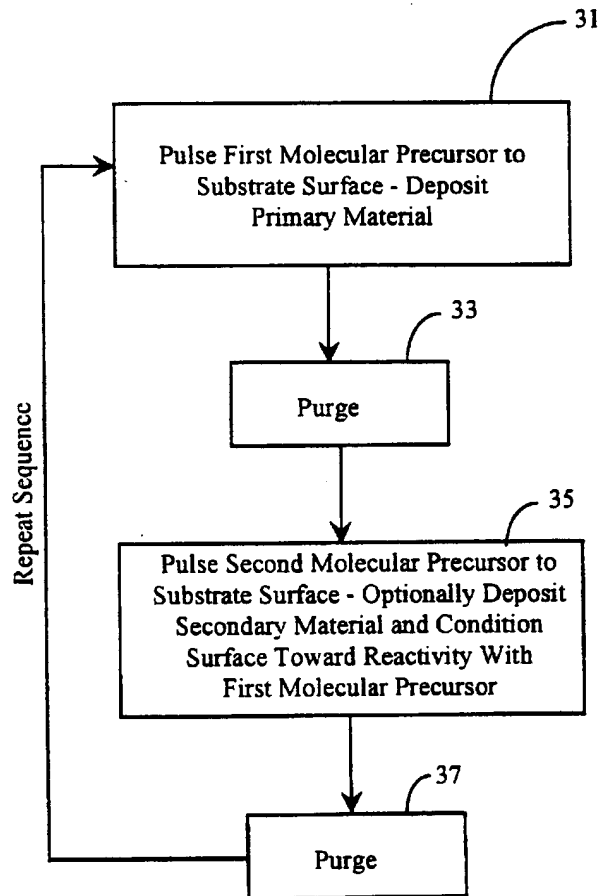 31
Pulse First Molecular Precursor to
Substrate Surface - Deposit
Primary Material
33
Purge
35
Pulse Second Molecular Precursor to
Substrate Surface - Optionally Deposit
Secondary Material and Condition
Surface Toward Reactivity With
First Molecular Precursor
37
Purge
Repeat Sequence